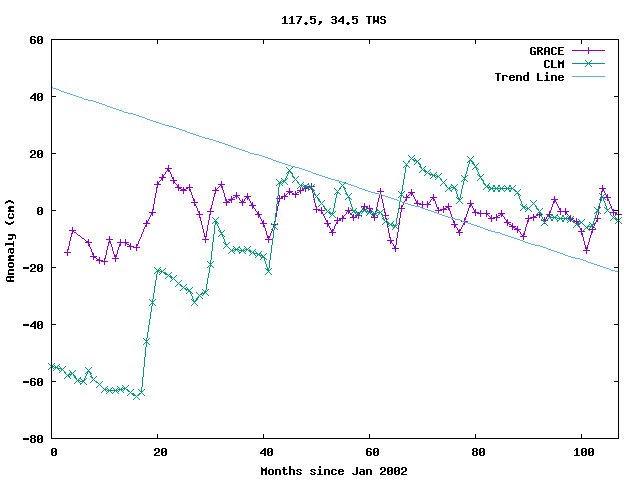 117.5, 34.5 TWS
GRACE
CLM
Trend Line
60
40
20
0
-20
-40
-60
-80
Anomaly (cm)
0 20 40 60 80 100
Months since Jan 2002